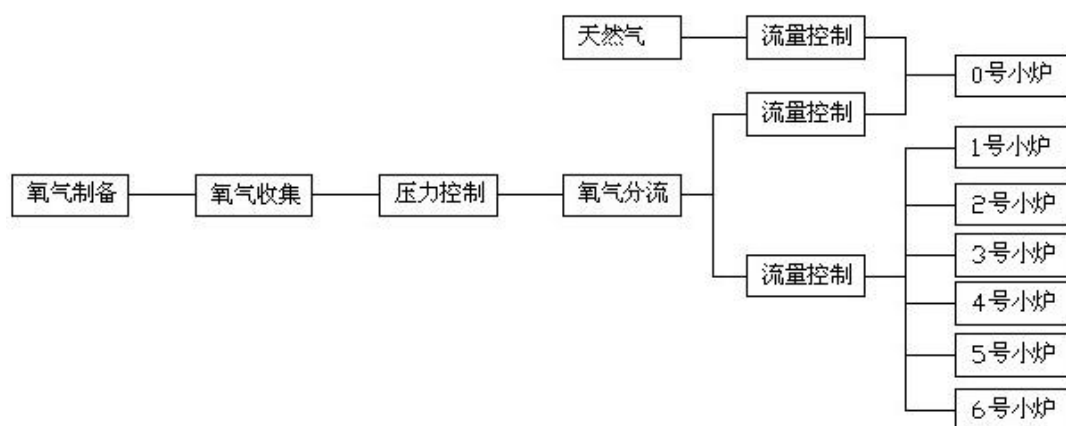 天然气
流量控制
0号小炉
流量控制
1号小炉
氧气制备
氧气收集
压力控制
氧气分流
2号小炉
3号小炉
流量控制
4号小炉
5号小炉
6号小炉